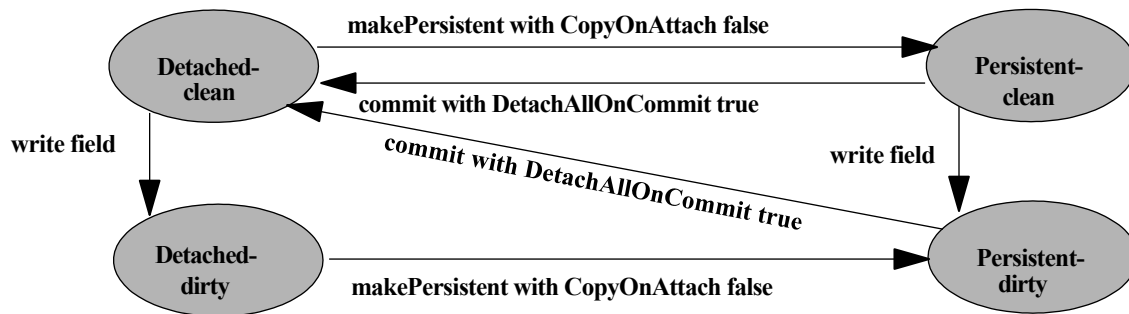 makePersistent with CopyOnAttach false
Detached-
clean
Persistent-
clean
commit with DetachAllOnCommit true
write field
commit with DetachAllOnCommit true
write field
Detached-
dirty
Persistent-
dirty
makePersistent with CopyOnAttach false